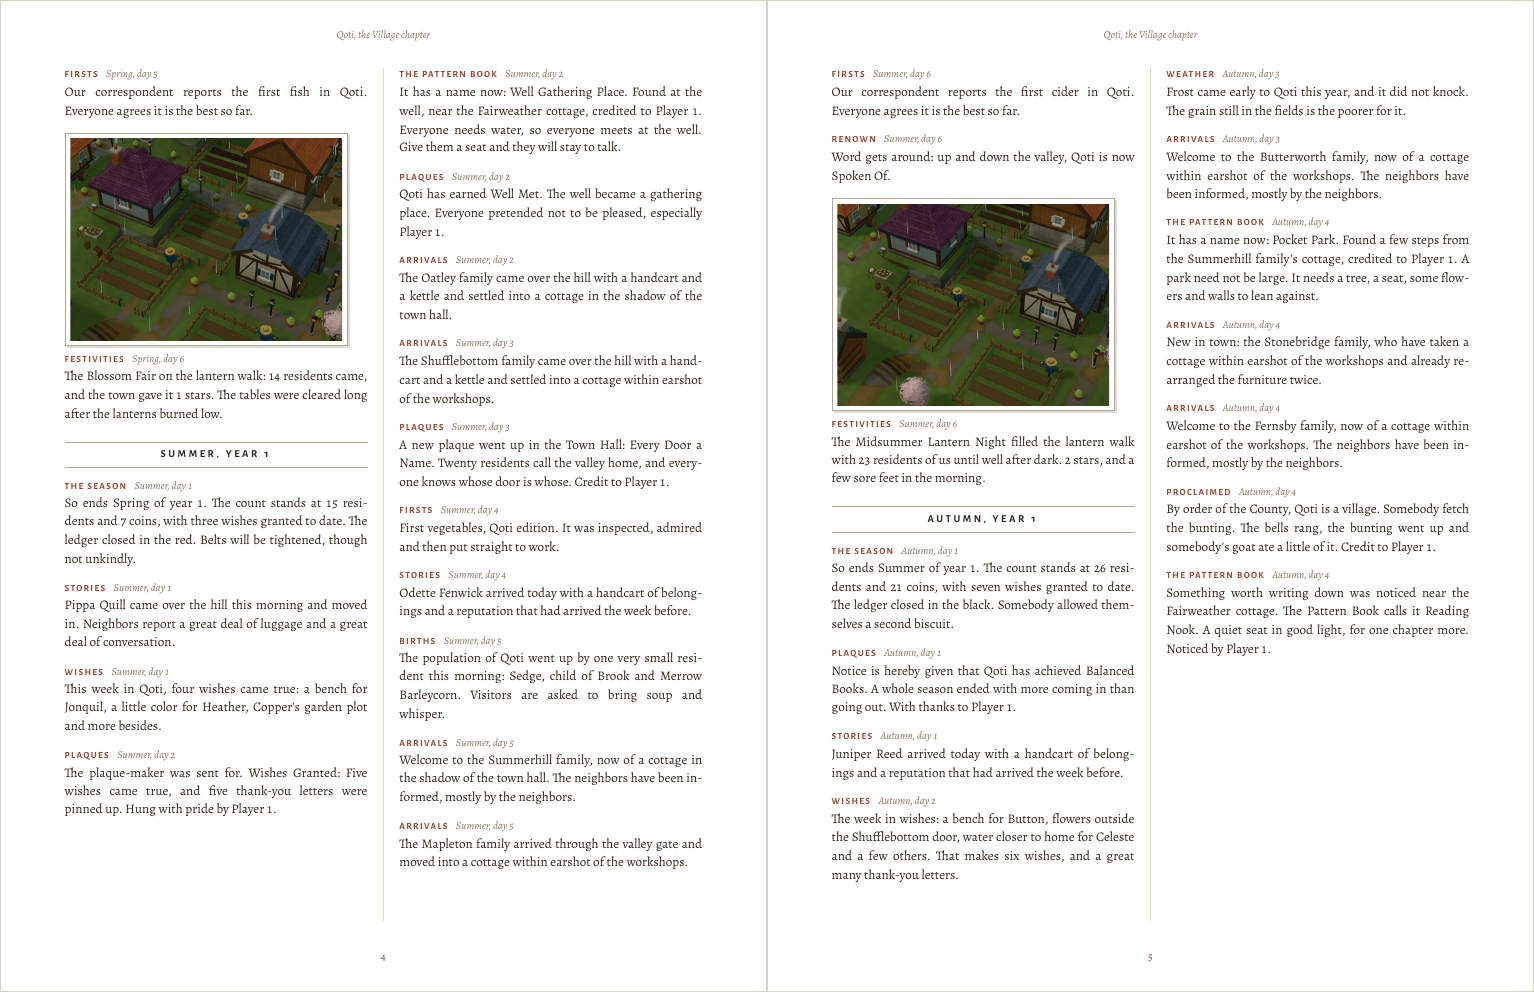 Qoti, the Village chapter
FIRSTS Spring, day 5
Our correspondent reports the first fish in Qoti.
Everyone agrees it is the best so far.
FESTIVITIES Spring, day 6
The Blossom Fair on the lantern walk: 14 residents came,
and the town gave it 1 stars. The tables were cleared long
after the lanterns burned low.
SUMMER, YEAR 1
THE SEASON Summer, day 1
So ends Spring of year 1. The count stands at 15 resi-
dents and 7 coins, with three wishes granted to date. The
ledger closed in the red. Belts will be tightened, though
not unkindly.
STORIES Summer, day 1
Pippa Quill came over the hill this morning and moved
in. Neighbors report a great deal of luggage and a great
deal of conversation.
WISHES Summer, day 1
This week in Qoti, four wishes came true: a bench for
Jonquil, a little color for Heather, Copper's garden plot
and more besides.
PLAQUES Summer, day 2
The plaque-maker was sent for. Wishes Granted: Five
wishes came true, and five thank-you letters were
pinned up. Hung with pride by Player 1.
THE PATTERN BOOK Summer, day 2
It has a name now: Well Gathering Place. Found at the
well, near the Fairweather cottage, credited to Player 1.
Everyone needs water, so everyone meets at the well.
Give them a seat and they will stay to talk.
PLAQUES Summer, day 2
Qoti has earned Well Met. The well became a gathering
place. Everyone pretended not to be pleased, especially
Player 1.
ARRIVALS Summer, day 2
The Oatley family came over the hill with a handcart and
a kettle and settled into a cottage in the shadow of the
town hall.
ARRIVALS Summer, day 3
The Shufflebottom family came over the hill with a hand-
cart and a kettle and settled into a cottage within earshot
of the workshops.
PLAQUES Summer, day 3
A new plaque went up in the Town Hall: Every Door a
Name. Twenty residents call the valley home, and every-
one knows whose door is whose. Credit to Player 1.
FIRSTS Summer, day 4
First vegetables, Qoti edition. It was inspected, admired
and then put straight to work.
STORIES Summer, day 4
Odette Fenwick arrived today with a handcart of belong-
ings and a reputation that had arrived the week before.
BIRTHS Summer, day 5
The population of Qoti went up by one very small resi-
dent this morning: Sedge, child of Brook and Merrow
Barleycorn. Visitors are asked to bring soup and
whisper.
ARRIVALS Summer, day 5
Welcome to the Summerhill family, now of a cottage in
the shadow of the town hall. The neighbors have been in-
formed, mostly by the neighbors.
ARRIVALS Summer, day 5
The Mapleton family arrived through the valley gate and
moved into a cottage within earshot of the workshops.
4
Qoti, the Village chapter
FIRSTS Summer, day 6
Our correspondent reports the first cider in Qoti.
Everyone agrees it is the best so far.
RENOWN Summer, day 6
Word gets around: up and down the valley, Qoti is now
Spoken Of.
FESTIVITIES Summer, day 6
The Midsummer Lantern Night filled the lantern walk
with 23 residents of us until well after dark. 2 stars, and a
few sore feet in the morning.
AUTUMN, YEAR 1
THE SEASON Autumn, day 1
So ends Summer of year 1. The count stands at 26 resi-
dents and 21 coins, with seven wishes granted to date.
The ledger closed in the black. Somebody allowed them-
selves a second biscuit.
PLAQUES Autumn, day 1
Notice is hereby given that Qoti has achieved Balanced
Books. A whole season ended with more coming in than
going out. With thanks to Player 1.
STORIES Autumn, day 1
Juniper Reed arrived today with a handcart of belong-
ings and a reputation that had arrived the week before.
WISHES Autumn, day 2
The week in wishes: a bench for Button, flowers outside
the Shufflebottom door, water closer to home for Celeste
and a few others. That makes six wishes, and a great
many thank-you letters.
WEATHER Autumn, day 3
Frost came early to Qoti this year, and it did not knock.
The grain still in the fields is the poorer for it.
ARRIVALS Autumn, day 3
Welcome to the Butterworth family, now of a cottage
within earshot of the workshops. The neighbors have
been informed, mostly by the neighbors.
THE PATTERN BOOK Autumn, day 4
It has a name now: Pocket Park. Found a few steps from
the Summerhill family's cottage, credited to Player 1. A
park need not be large. It needs a tree, a seat, some flow-
ers and walls to lean against.
ARRIVALS Autumn, day 4
New in town: the Stonebridge family, who have taken a
cottage within earshot of the workshops and already re-
arranged the furniture twice.
ARRIVALS Autumn, day 4
Welcome to the Fernsby family, now of a cottage within
earshot of the workshops. The neighbors have been in-
formed, mostly by the neighbors.
PROCLAIMED Autumn, day 4
By order of the County, Qoti is a village. Somebody fetch
the bunting. The bells rang, the bunting went up and
somebody's goat ate a little of it. Credit to Player 1.
THE PATTERN BOOK Autumn, day 4
Something worth writing down was noticed near the
Fairweather cottage. The Pattern Book calls it Reading
Nook. A quiet seat in good light, for one chapter more.
Noticed by Player 1.
5